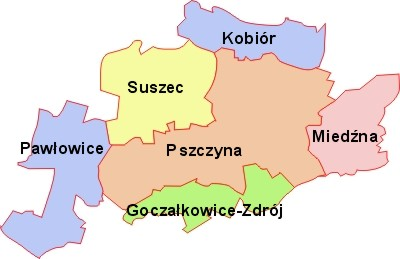 Kobiór
Suszec
Miedźna
Pawłowice
Pszczyna
Goczałkowice-Zdrój